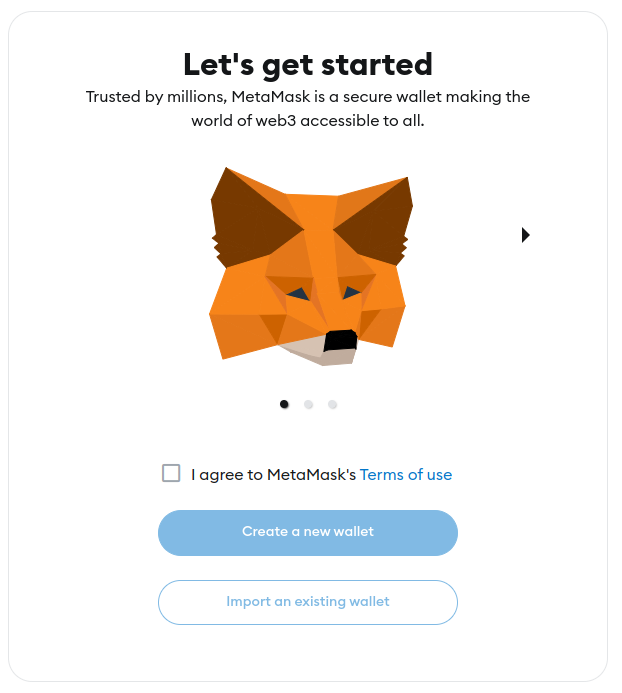 Let's get started
Trusted by millions, MetaMask is a secure wallet making the
world of web3 accessible to all.
I agree to MetaMask's Terms of use
Create a new wallet
Import an existing wallet